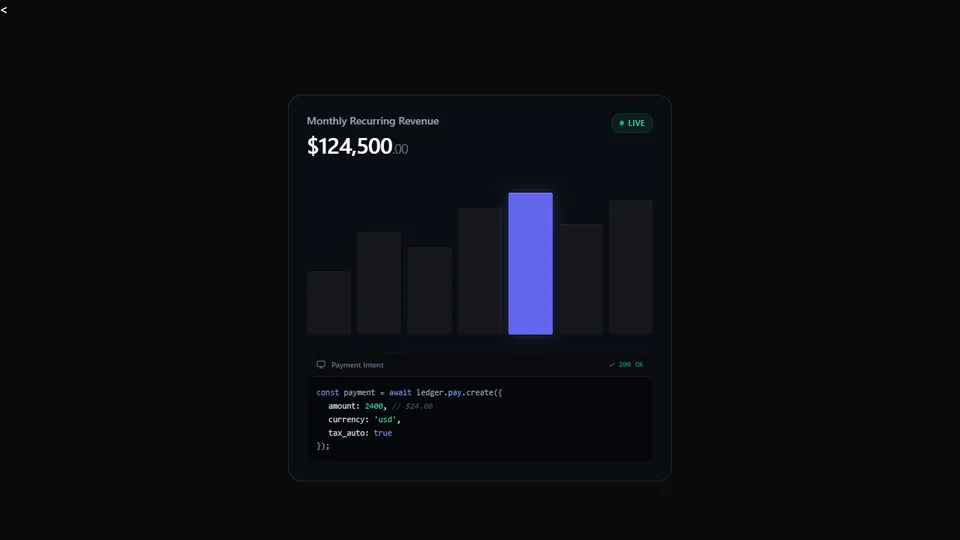 <
Monthly Recurring Revenue
LIVE
$124,500.00
Payment Intent
200 OK
const payment = await ledger.pay.create({
amount: 2400, // $24.00
currency: 'usd',
tax_auto: true
});